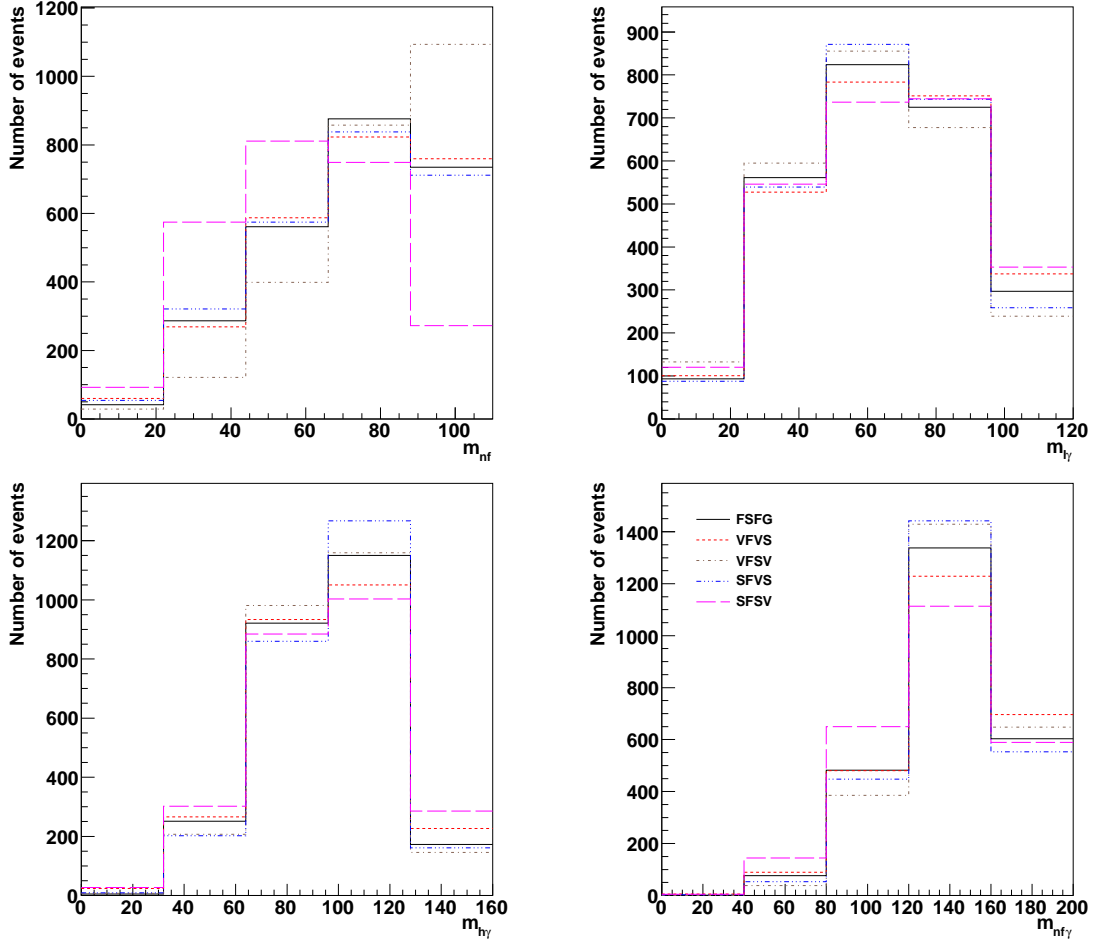 Number of events
1200
1000
800
600
400
200
0
0 20 40 60 80 100
m_nf
Number of events
900
800
700
600
500
400
300
200
100
0
0 20 40 60 80 100 120
m_lγ
Number of events
1200
1000
800
600
400
200
0
0 20 40 60 80 100 120 140 160
m_hγ
Number of events
1400
1200
1000
800
600
400
200
0
0 20 40 60 80 100 120 140 160 180 200
m_nfγ
FSFG
VFVS
VFSV
SFVS
SFSV